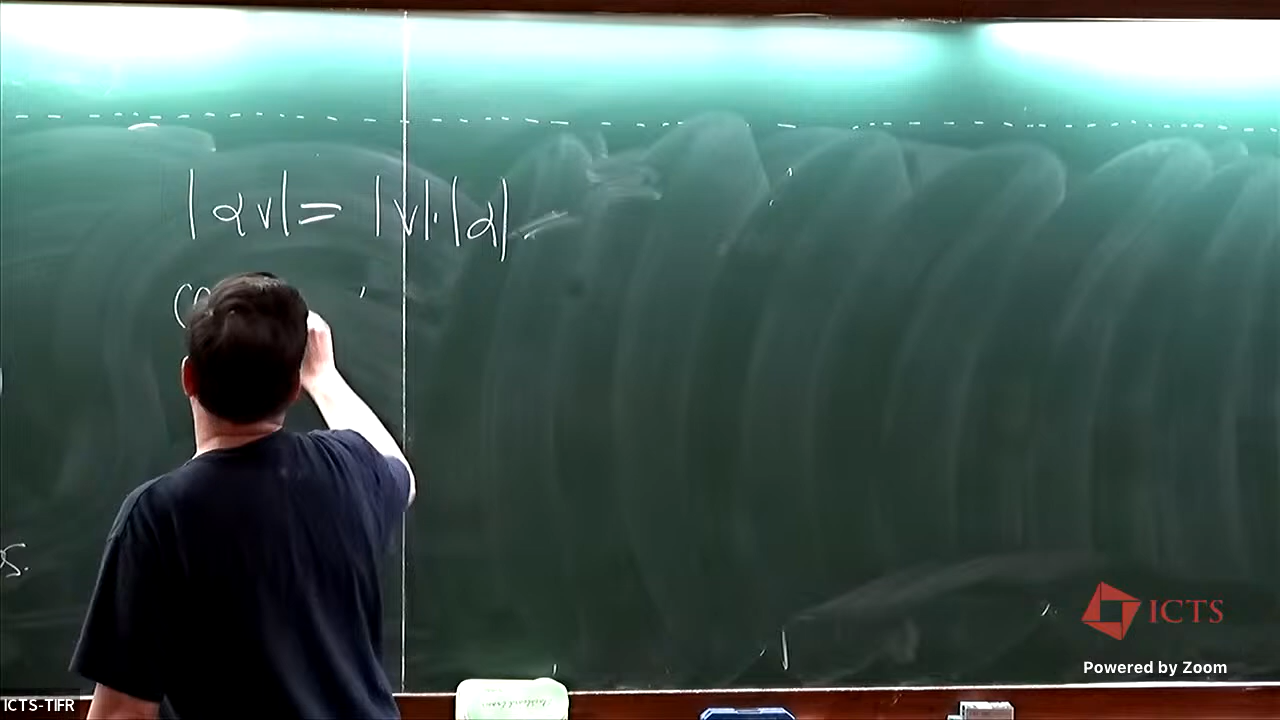 |αv| = |v|·|α|
s.
ICTS
Powered by Zoom
ICTS-TIFR